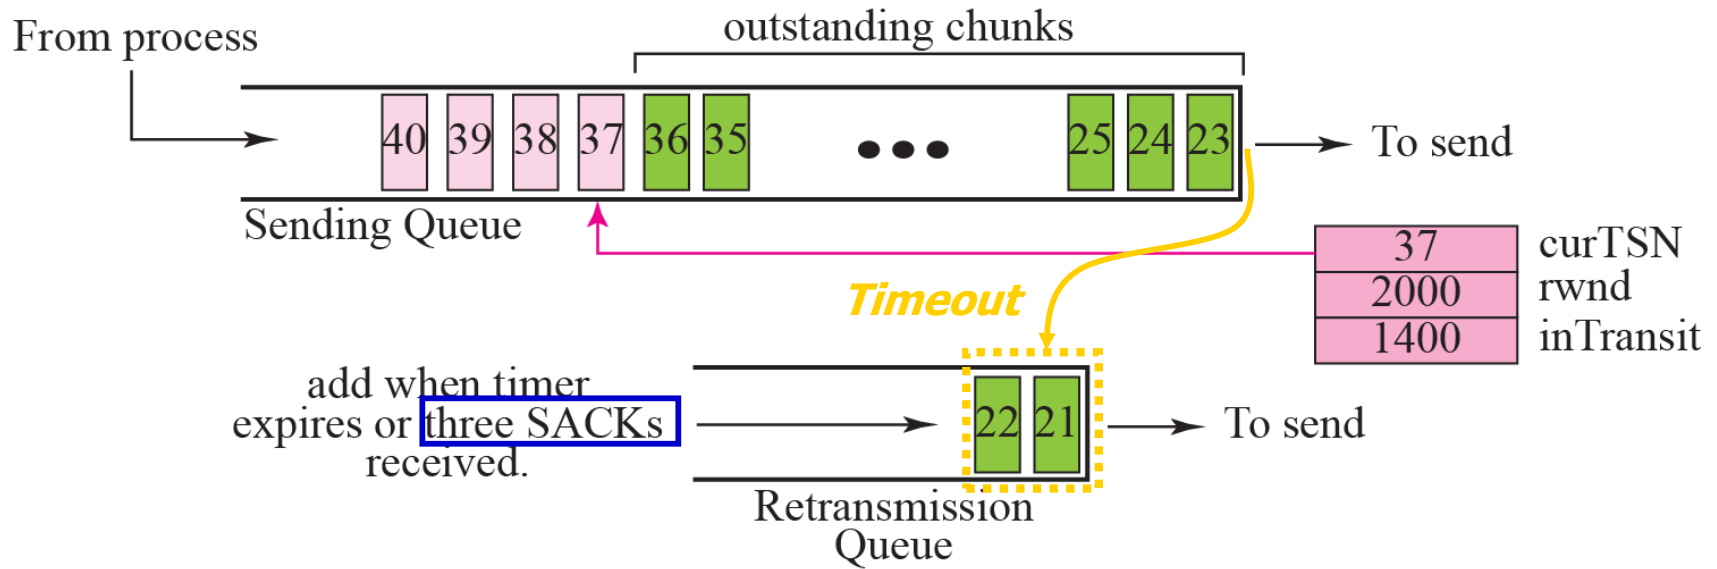 outstanding chunks
From process
40 39 38 37 36 35 25 24 23
To send
Sending Queue
37 curTSN
2000 rwnd
1400 inTransit
Timeout
add when timer
expires or three SACKs
received.
22 21
To send
Retransmission
Queue